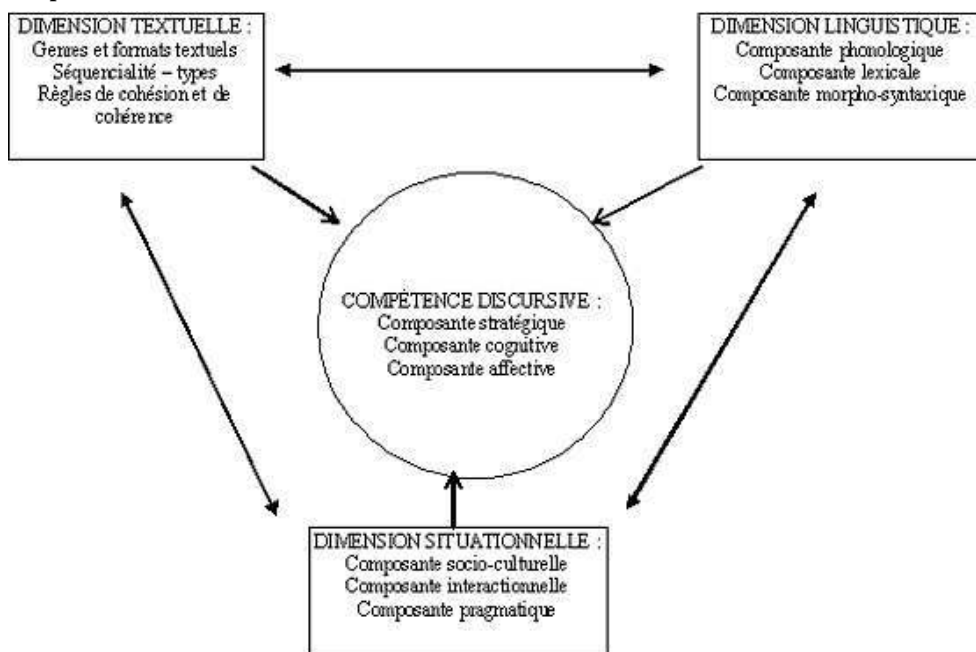 DIMENSION TEXTUELLE :
Genres et formats textuels
Séquencialité – types
Règles de cohésion et de
cohérence
DIMENSION LINGUISTIQUE :
Composante phonologique
Composante lexicale
Composante morpho-syntaxique
COMPÉTENCE DISCURSIVE :
Composante stratégique
Composante cognitive
Composante affective
DIMENSION SITUATIONNELLE :
Composante socio-culturelle
Composante interactionnelle
Composante pragmatique